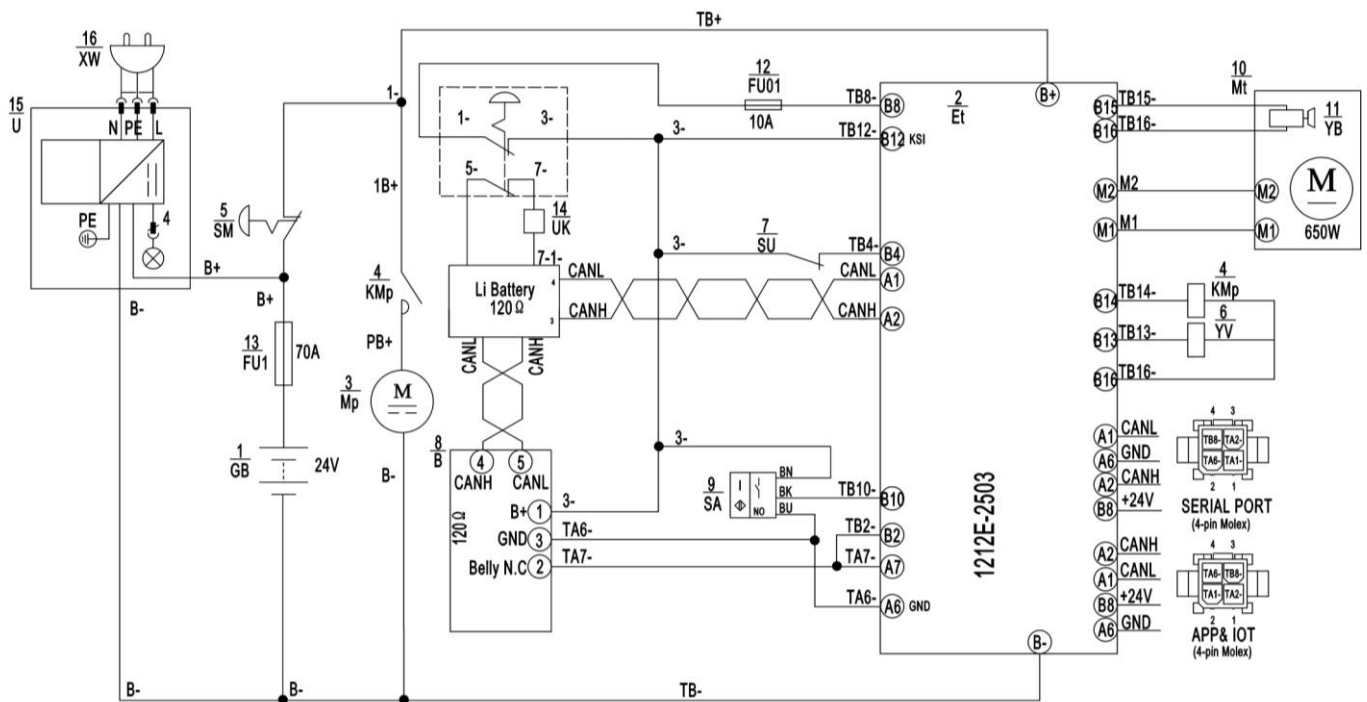 TB+
16
XW
12
FU01
10A
15
U
N PE L
1-
1-
3-
TB8-
B8
2
Et
B+
10
Mt
TB15-
B15
11
YB
3-
TB12-
B12 KSI
TB16-
B16
5-
7-
1B+
M2
M2
M2
M
650W
PE
4
5
SM
14
UK
7
SU
3-
TB4-
B4
M1
M1
M1
B+
7-1-
CANL
CANL
A1
4
KMp
Li Battery
120Ω
4
3
CANH
CANH
A2
4
KMp
B-
B+
TB14-
B14
6
YV
13
FU1
70A
PB+
CANL
CANH
TB13-
B13
TB16-
B16
3
Mp
M
1
GB
24V
B-
8
B
3-
4
5
CANH
CANL
120Ω
B+ 1
3-
GND 3
TA6-
Belly N.C 2
TA7-
9
SA
NO
BN
BK
BU
TB10-
B10
TB2-
B2
TA7-
A7
TA6-
A6 GND
1212E-2503
A1 CANL
A6 GND
A2 CANH
B8 +24V
4 3
TB8- TA2-
TA6- TA1-
2 1
SERIAL PORT
(4-pin Molex)
A2 CANH
A1 CANL
B8 +24V
A6 GND
4 3
TA6- TB8-
TA1- TA2-
2 1
APP& IOT
(4-pin Molex)
B-
B-
B-
TB-